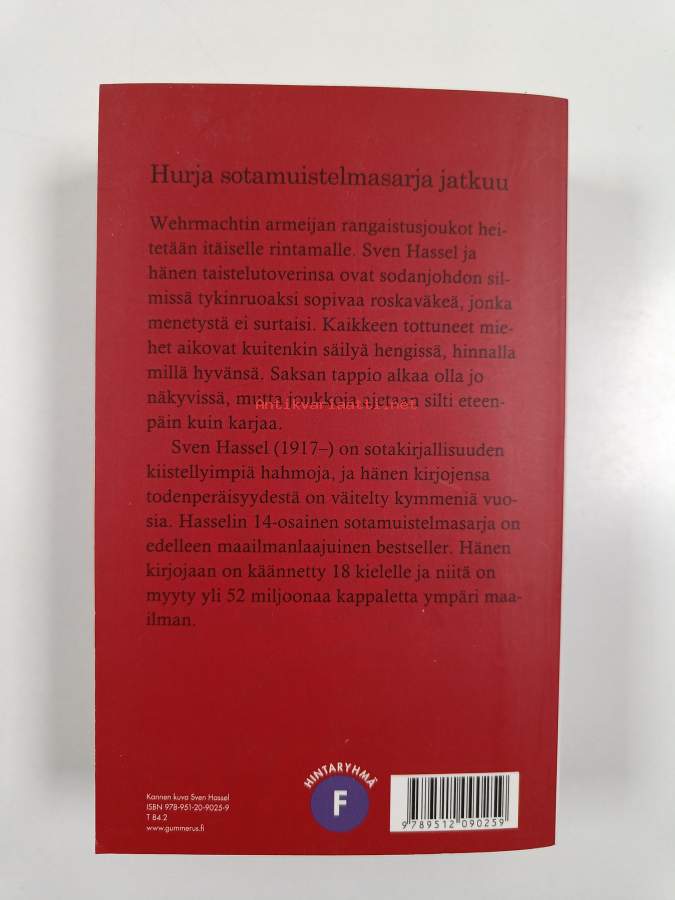 Hurja sotamuistelmasarja jatkuu
Wehrmachtin armeijan rangaistusjoukot hei-
tetään itäiselle rintamalle. Sven Hassel ja
hänen taistelutoverinsa ovat sodanjohdon sil-
missä tykinruoaksi sopivaa roskaväkeä, jonka
menetystä ei surtaisi. Kaikkeen tottuneet mie-
het aikovat kuitenkin säilyä hengissä, hinnalla
millä hyvänsä. Saksan tappio alkaa olla jo
näkyvissä, mutta joukkoja ajetaan silti eteen-
Antikvariaatti.net
päin kuin karjaa.
Sven Hassel (1917–) on sotakirjallisuuden
kiistellyimpiä hahmoja, ja hänen kirjojensa
todenperäisyydestä on väitelty kymmeniä vuo-
sia. Hasselin 14-osainen sotamuistelmasarja on
edelleen maailmanlaajuinen bestseller. Hänen
kirjojaan on käännetty 18 kielelle ja niitä on
myyty yli 52 miljoonaa kappaletta ympäri maa-
ilman.
Kannen kuva Sven Hassel
ISBN 978-951-20-9025-9
T 84.2
www.gummerus.fi
HINTARYHMÄ
F
9789512090259